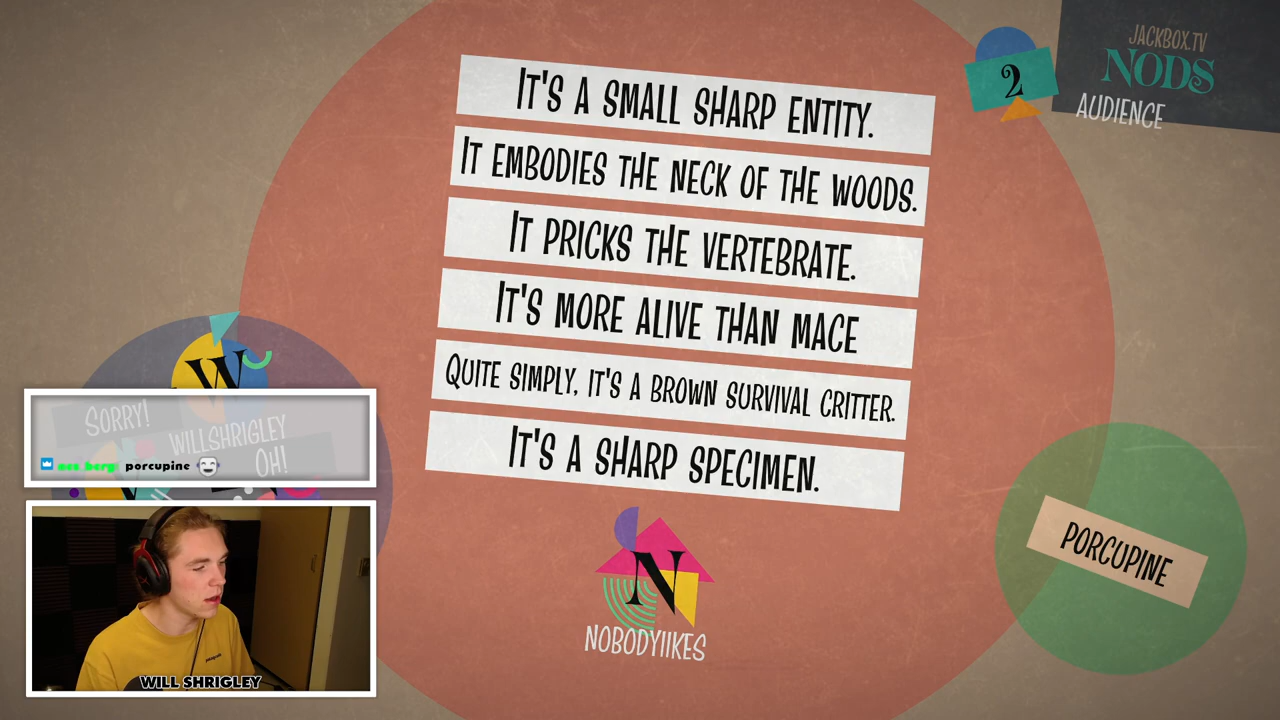 IT'S A SMALL SHARP ENTITY.
IT EMBODIES THE NECK OF THE WOODS.
IT PRICKS THE VERTEBRATE.
IT'S MORE ALIVE THAN MACE
QUITE SIMPLY, IT'S A BROWN SURVIVAL CRITTER.
IT'S A SHARP SPECIMEN.
N
NOBODYIIKES
2
JACKBOX.TV
NODS
AUDIENCE
PORCUPINE
W
SORRY!
WILLSHRIGLEY
OH!
porcupine
WILL SHRIGLEY